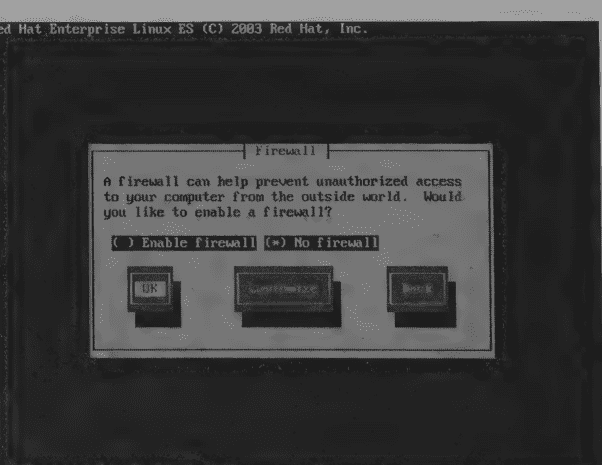 ed Hat Enterprise Linux ES (C) 2003 Red Hat, Inc.
Firewall
A firewall can help prevent unauthorized access
to your computer from the outside world. Would
you like to enable a firewall?
( ) Enable firewall (*) No firewall
OK Customize Back